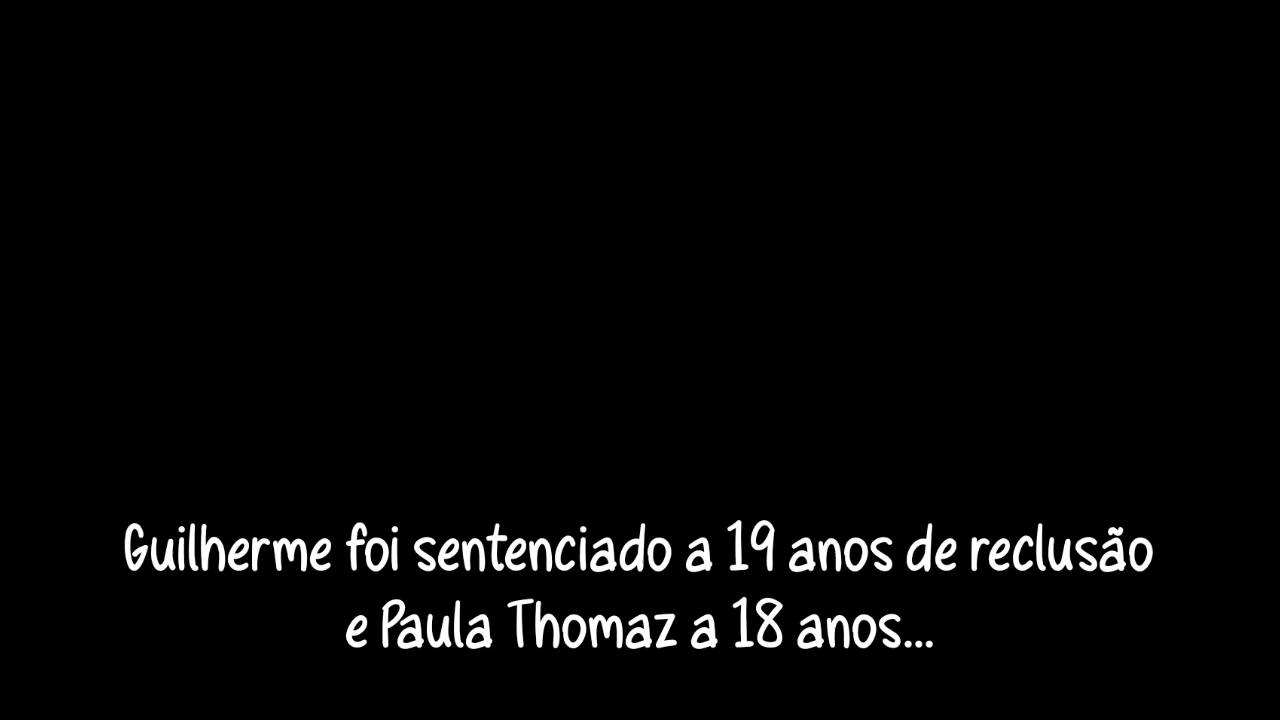 Guilherme foi sentenciado a 19 anos de reclusão
e Paula Thomaz a 18 anos...